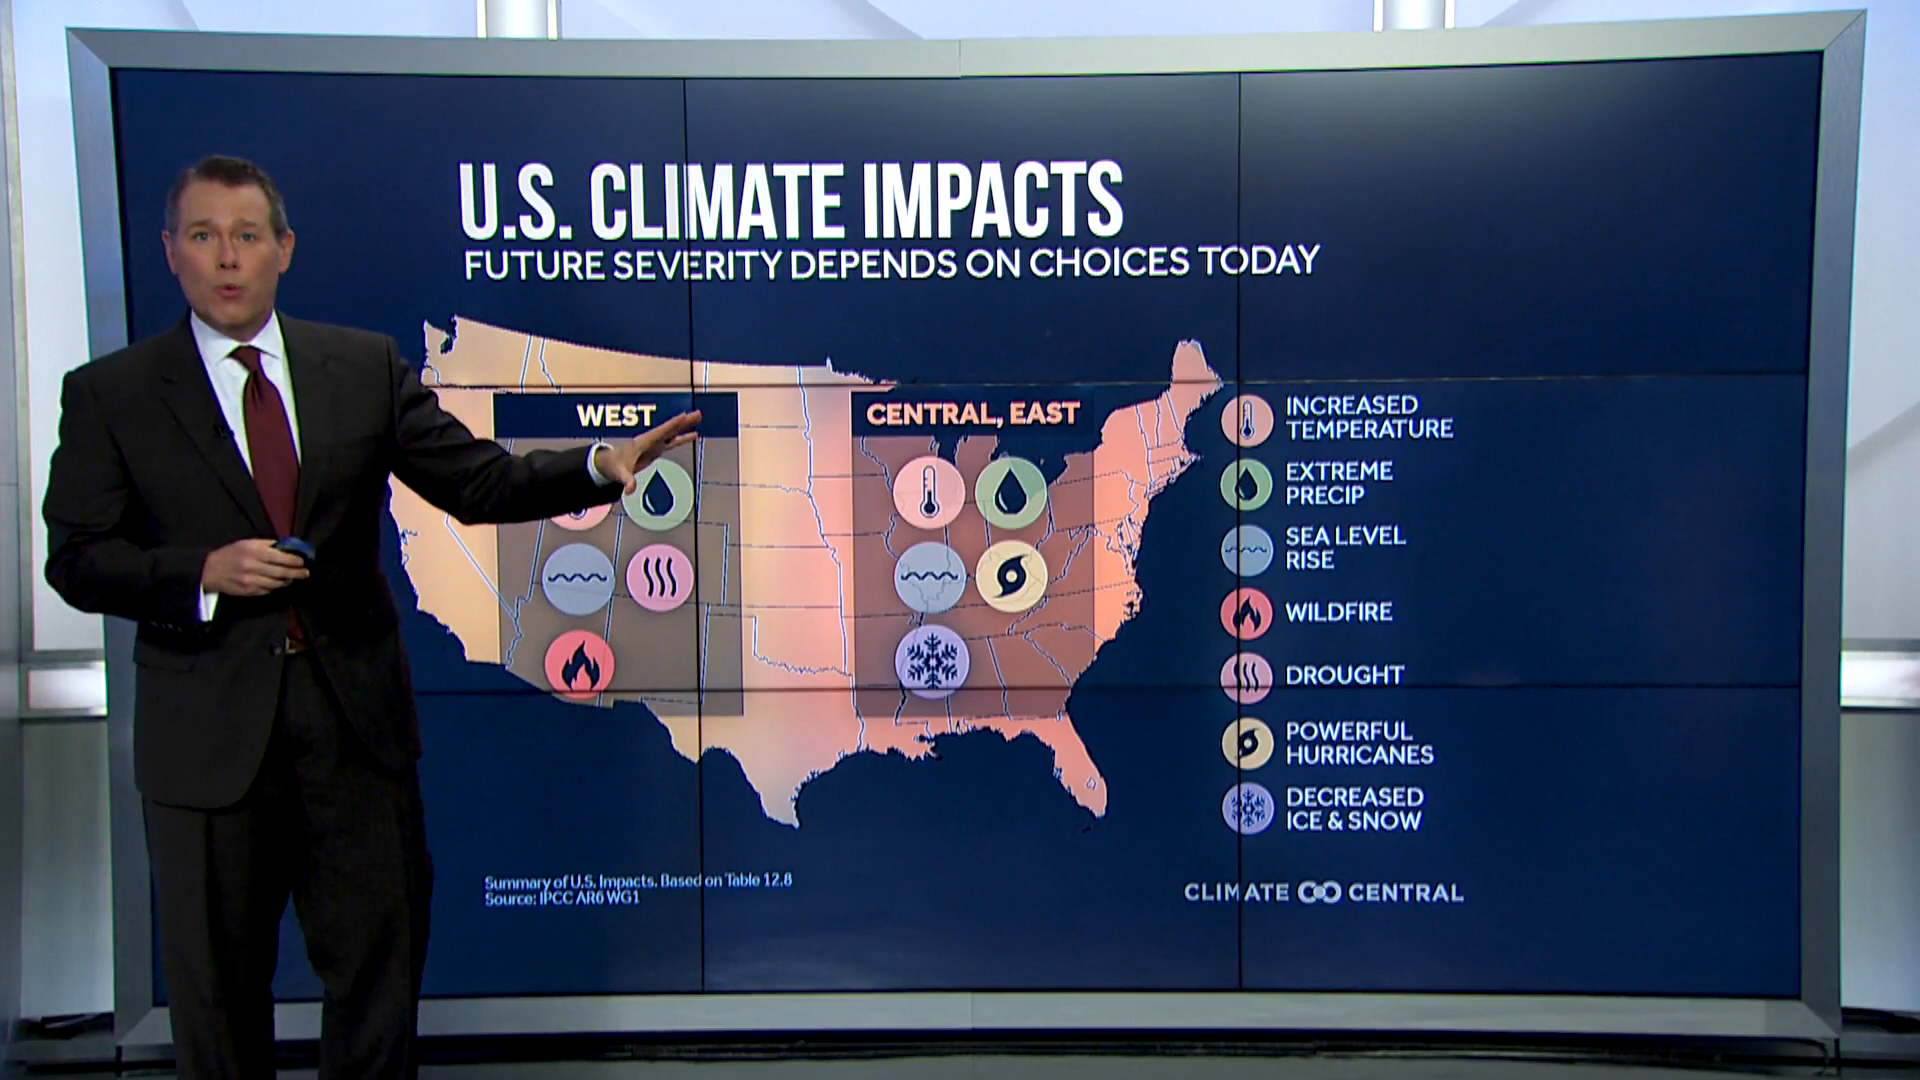 U.S. CLIMATE IMPACTS
FUTURE SEVERITY DEPENDS ON CHOICES TODAY
WEST
CENTRAL, EAST
INCREASED
TEMPERATURE
EXTREME
PRECIP
SEA LEVEL
RISE
WILDFIRE
DROUGHT
POWERFUL
HURRICANES
DECREASED
ICE & SNOW
Summary of U.S. Impacts. Based on Table 12.8
Source: IPCC AR6 WG1
CLIMATE CENTRAL